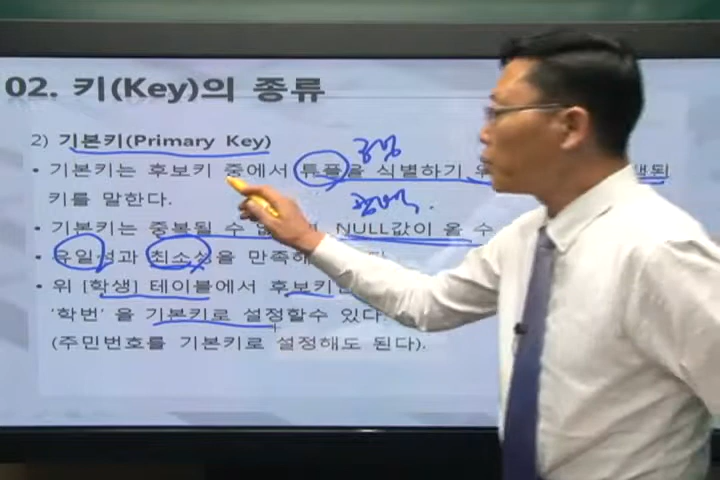 02. 키(Key)의 종류
2) 기본키(Primary Key)
• 기본키는 후보키 중에서 튜플을 식별하기
키를 말한다.
• 기본키는 중복될 수 NULL값이 올 수
• 유일성과 최소성을 만족해
• 위 [학생] 테이블에서 후보키
'학번' 을 기본키로 설정할수 있다.
(주민번호를 기본키로 설정해도 된다).